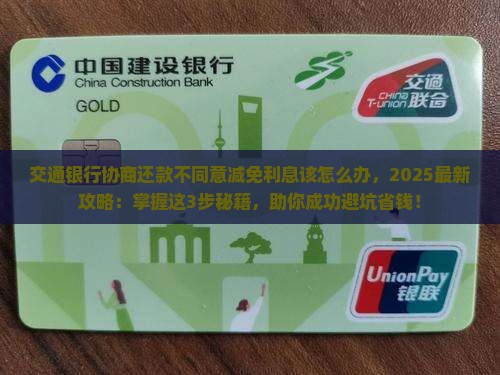 中国建设银行
China Construction Bank
GOLD
交通
CHINA
T-UNION 联合
交通银行协商还款不同意减免利息该怎么办，2025最新
攻略：掌握这3步秘籍，助你成功避坑省钱！
UnionPay
银联